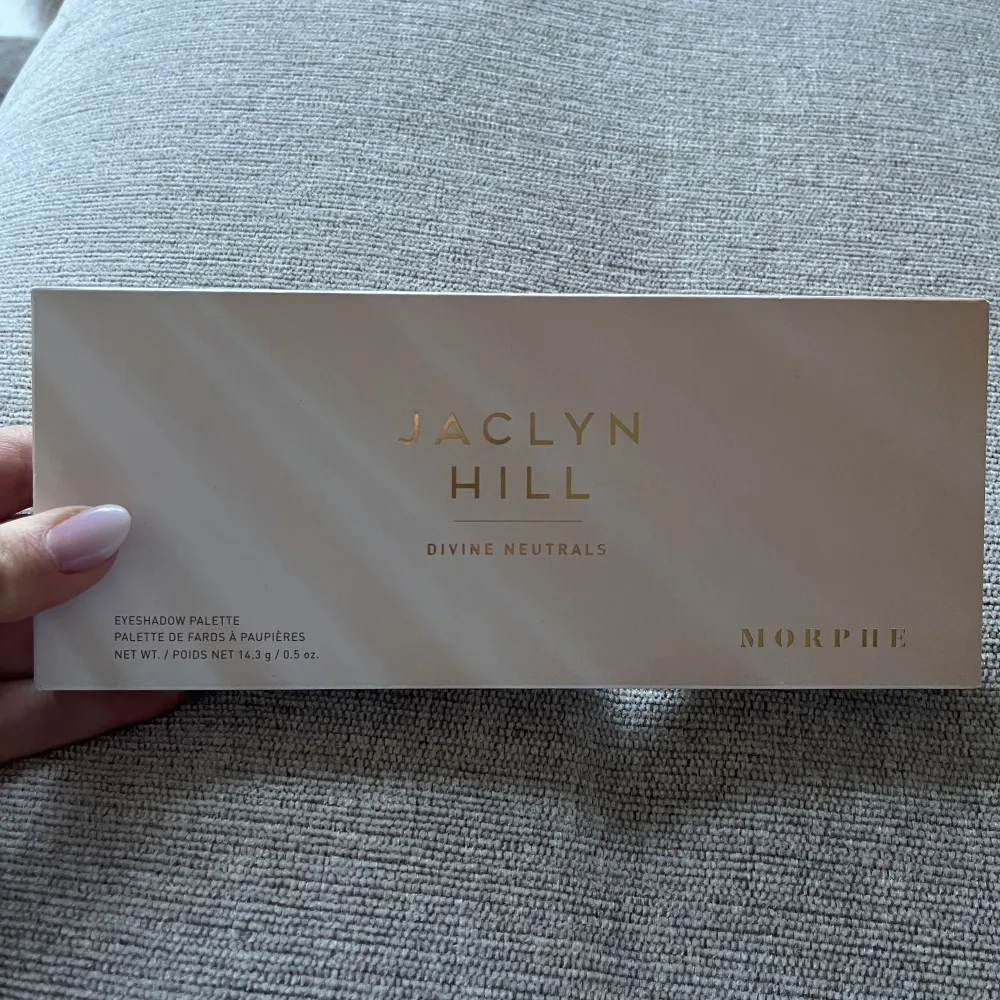 JACLYN
HILL
DIVINE NEUTRALS
EYESHADOW PALETTE
PALETTE DE FARDS À PAUPIÈRES
NET WT. / POIDS NET 14.3 g / 0.5 oz.
MORPHE